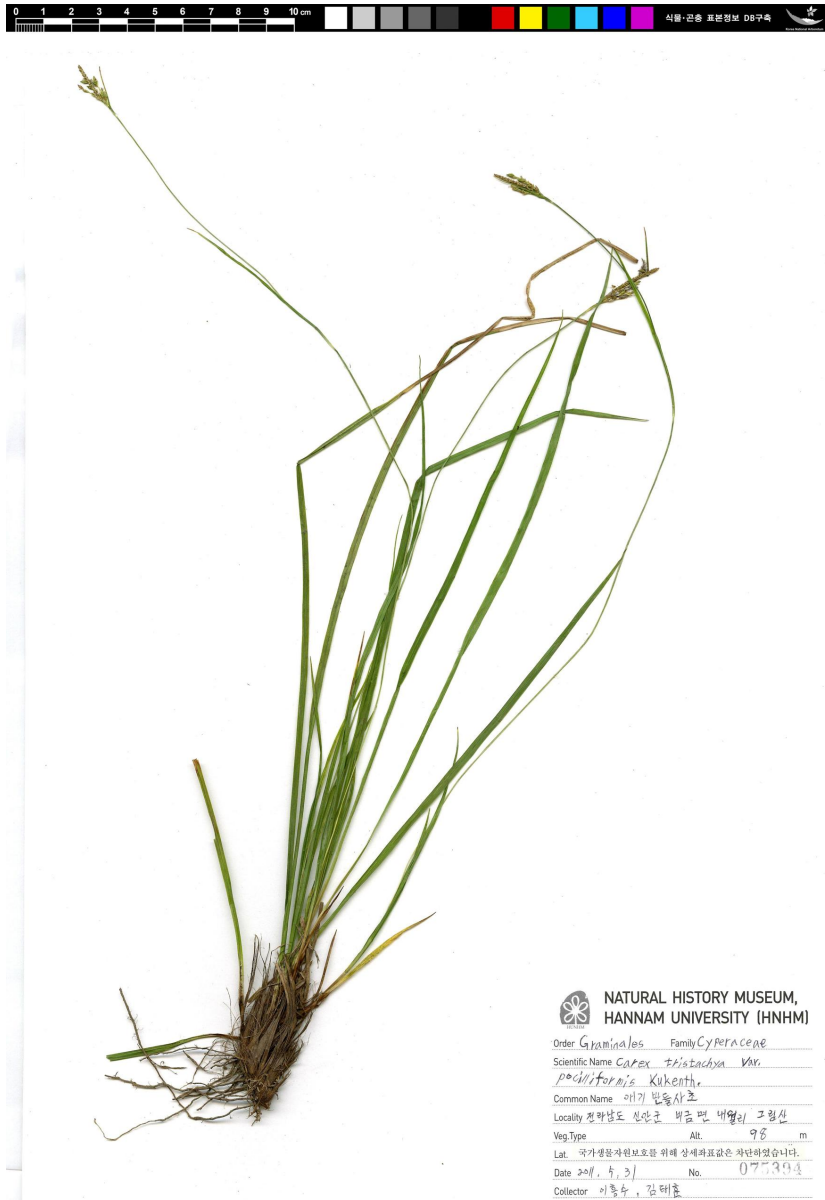 0 1 2 3 4 5 6 7 8 9 10 cm
식물·곤충 표본정보 DB구축
NATURAL HISTORY MUSEUM,
HANNAM UNIVERSITY (HNHM)
Order Graminales Family Cyperaceae
Scientific Name Carex tristachya Var.
pocilliformis Kukenth.
Common Name 애기반들사초
Locality 전라남도 신안군 비금면 내월리 그림산
Veg.Type Alt. 98 m
Lat. 국가생물자원보호를 위해 상세좌표값은 차단하였습니다.
Date 2011. 5. 31 No. 075394
Collector 이흥수, 김태훈